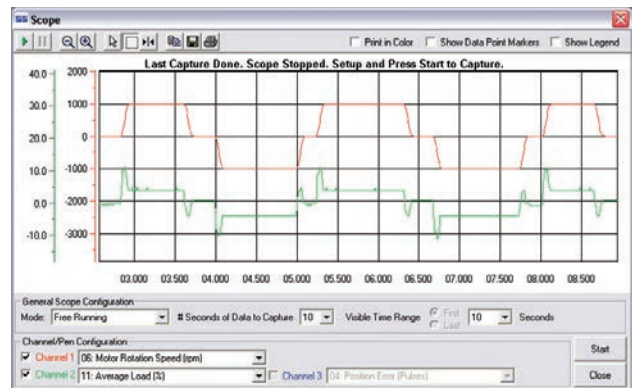 SS Scope
Print in Color Show Data Point Markers Show Legend
Last Capture Done. Scope Stopped. Setup and Press Start to Capture.
40.0 2000
30.0 1000
20.0 0
10.0 -1000
0.0 -2000
-10.0 -3000
03.000 03.500 04.000 04.500 05.000 05.500 06.000 06.500 07.000 07.500 08.000 08.500
General Scope Configuration
Mode: Free Running # Seconds of Data to Capture 10 Visible Time Range First Last 10 Seconds
Channel/Pen Configuration
Channel 1 06: Motor Rotation Speed (rpm) Start
Channel 2 11: Average Load (%) Channel 3 04: Position Error (Pulses) Close